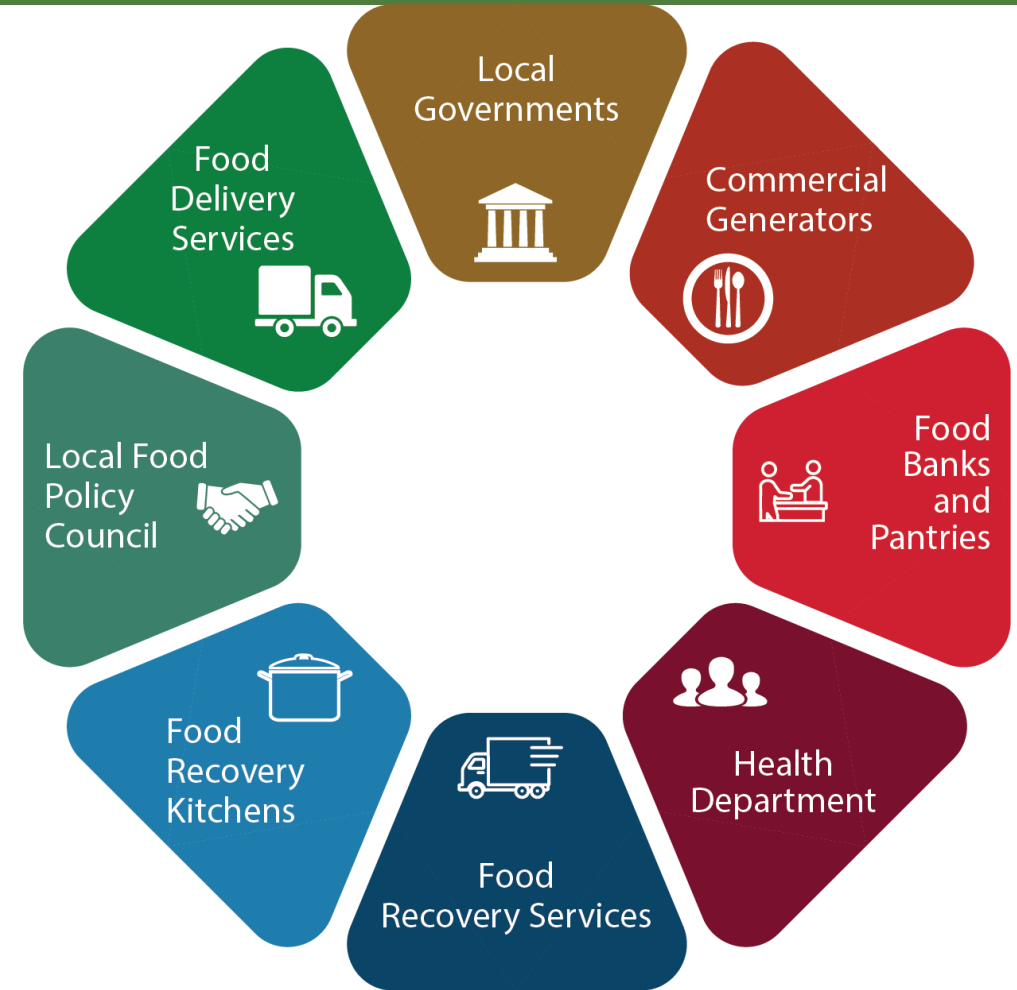 Local
Governments
Commercial
Generators
Food
Banks
and
Pantries
Health
Department
Food
Recovery Services
Food
Recovery
Kitchens
Local Food
Policy
Council
Food
Delivery
Services